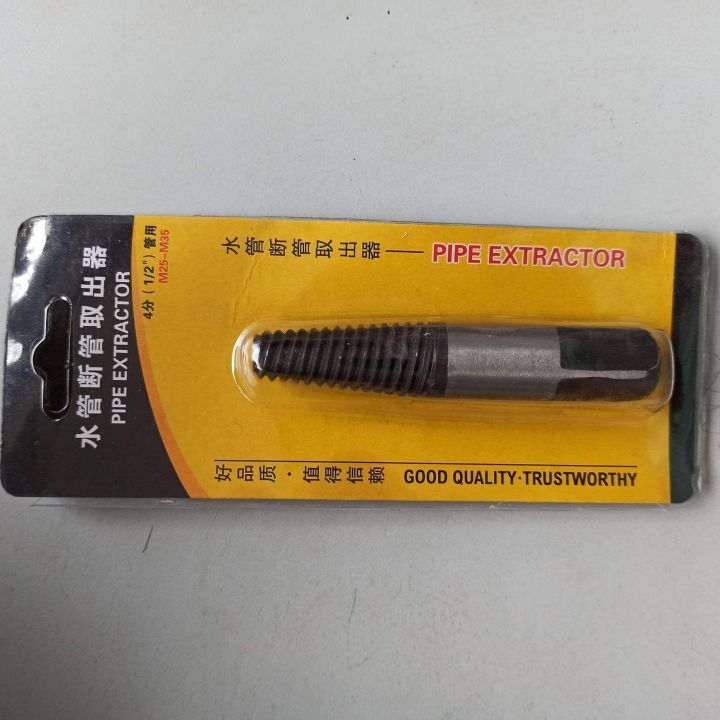 水管断管取出器
PIPE EXTRACTOR
4分（1/2"）管用
M25-M35
水管断管取出器 — PIPE EXTRACTOR
好品质·值得信赖 GOOD QUALITY·TRUSTWORTHY